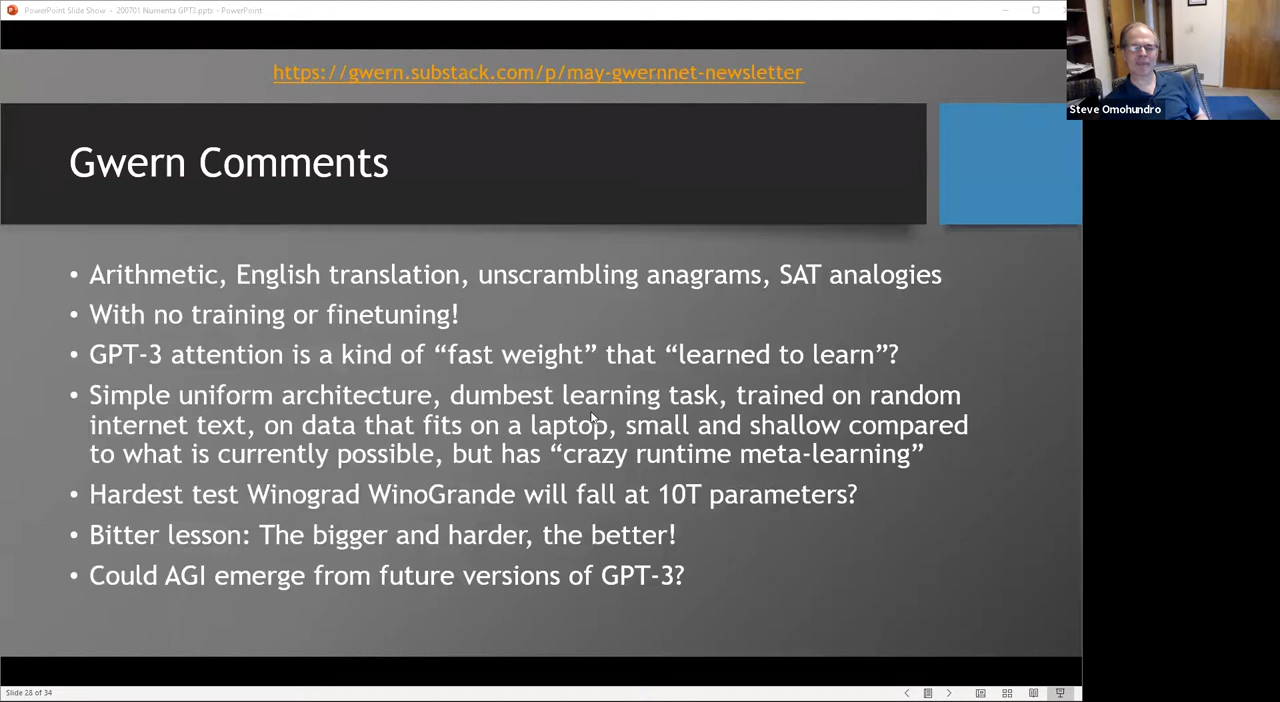 PowerPoint Slide Show - 200701 Numenta GPT3.pptx - PowerPoint
https://gwern.substack.com/p/may-gwernnet-newsletter
Steve Omohundro
Gwern Comments
• Arithmetic, English translation, unscrambling anagrams, SAT analogies
• With no training or finetuning!
• GPT-3 attention is a kind of “fast weight” that “learned to learn”?
• Simple uniform architecture, dumbest learning task, trained on random
internet text, on data that fits on a laptop, small and shallow compared
to what is currently possible, but has “crazy runtime meta-learning”
• Hardest test Winograd WinoGrande will fall at 10T parameters?
• Bitter lesson: The bigger and harder, the better!
• Could AGI emerge from future versions of GPT-3?
Slide 28 of 34